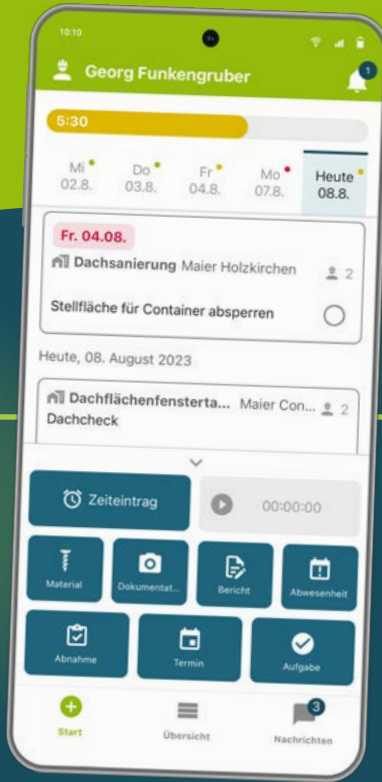 10:10
Georg Funkengruber
1
5:30
Mi Do Fr Mo Heute
02.8. 03.8. 04.8. 07.8. 08.8.
Fr. 04.08.
Dachsanierung Maier Holzkirchen 2
Stellfläche für Container absperren
Heute, 08. August 2023
Dachflächenfensterta... Maier Con... 2
Dachcheck
Zeiteintrag 00:00:00
Material Dokumentat... Bericht Abwesenheit
Abnahme Termin Aufgabe
3
Start Übersicht Nachrichten